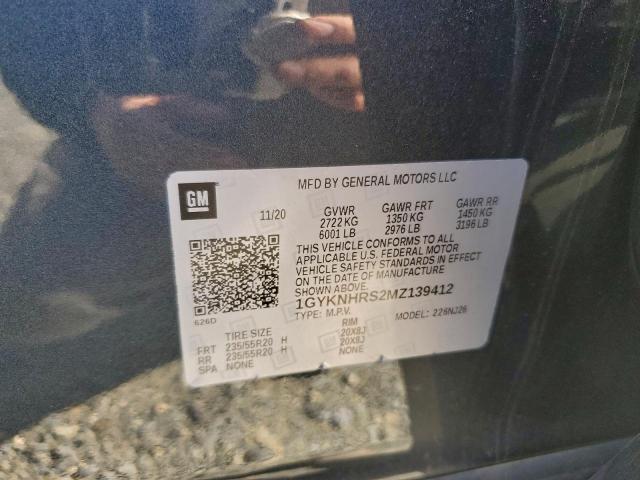 GM
MFD BY GENERAL MOTORS LLC
11/20 GVWR GAWR FRT GAWR RR
2722 KG 1350 KG 1450 KG
6001 LB 2976 LB 3196 LB
THIS VEHICLE CONFORMS TO ALL
APPLICABLE U.S. FEDERAL MOTOR
VEHICLE SAFETY STANDARDS IN EFFECT
ON THE DATE OF MANUFACTURE
SHOWN ABOVE.
1GYKNHRS2MZ139412
TYPE: M.P.V. MODEL: 226NJ26
626D
TIRE SIZE RIM
FRT 235/55R20 H 20X8J
RR 235/55R20 H 20X8J
SPA NONE NONE